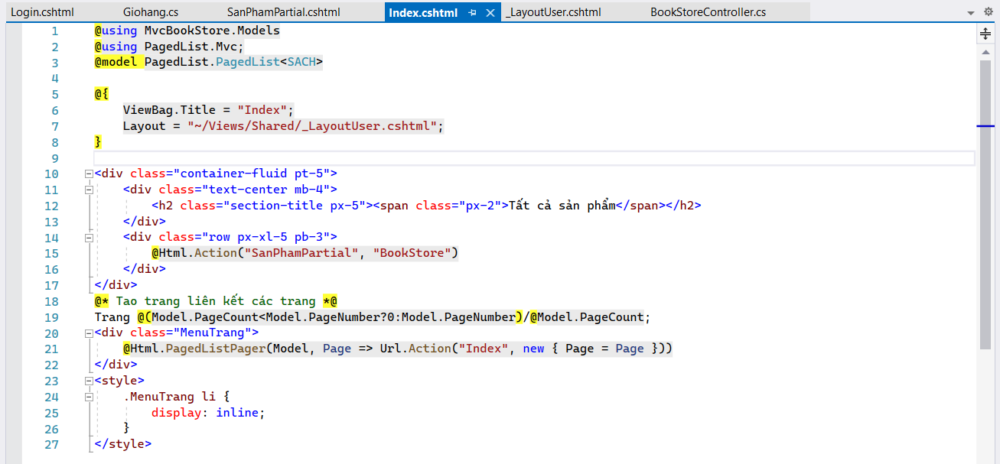 Login.cshtml Giohang.cs SanPhamPartial.cshtml Index.cshtml _LayoutUser.cshtml BookStoreController.cs
1 @using MvcBookStore.Models
2 @using PagedList.Mvc;
3 @model PagedList.PagedList<SACH>
4
5 @{
6 ViewBag.Title = "Index";
7 Layout = "~/Views/Shared/_LayoutUser.cshtml";
8 }
9
10 <div class="container-fluid pt-5">
11 <div class="text-center mb-4">
12 <h2 class="section-title px-5"><span class="px-2">Tất cả sản phẩm</span></h2>
13 </div>
14 <div class="row px-xl-5 pb-3">
15 @Html.Action("SanPhamPartial", "BookStore")
16 </div>
17 </div>
18 @* Tao trang liên kết các trang *@
19 Trang @(Model.PageCount<Model.PageNumber?0:Model.PageNumber)/@Model.PageCount;
20 <div class="MenuTrang">
21 @Html.PagedListPager(Model, Page => Url.Action("Index", new { Page = Page }))
22 </div>
23 <style>
24 .MenuTrang li {
25 display: inline;
26 }
27 </style>